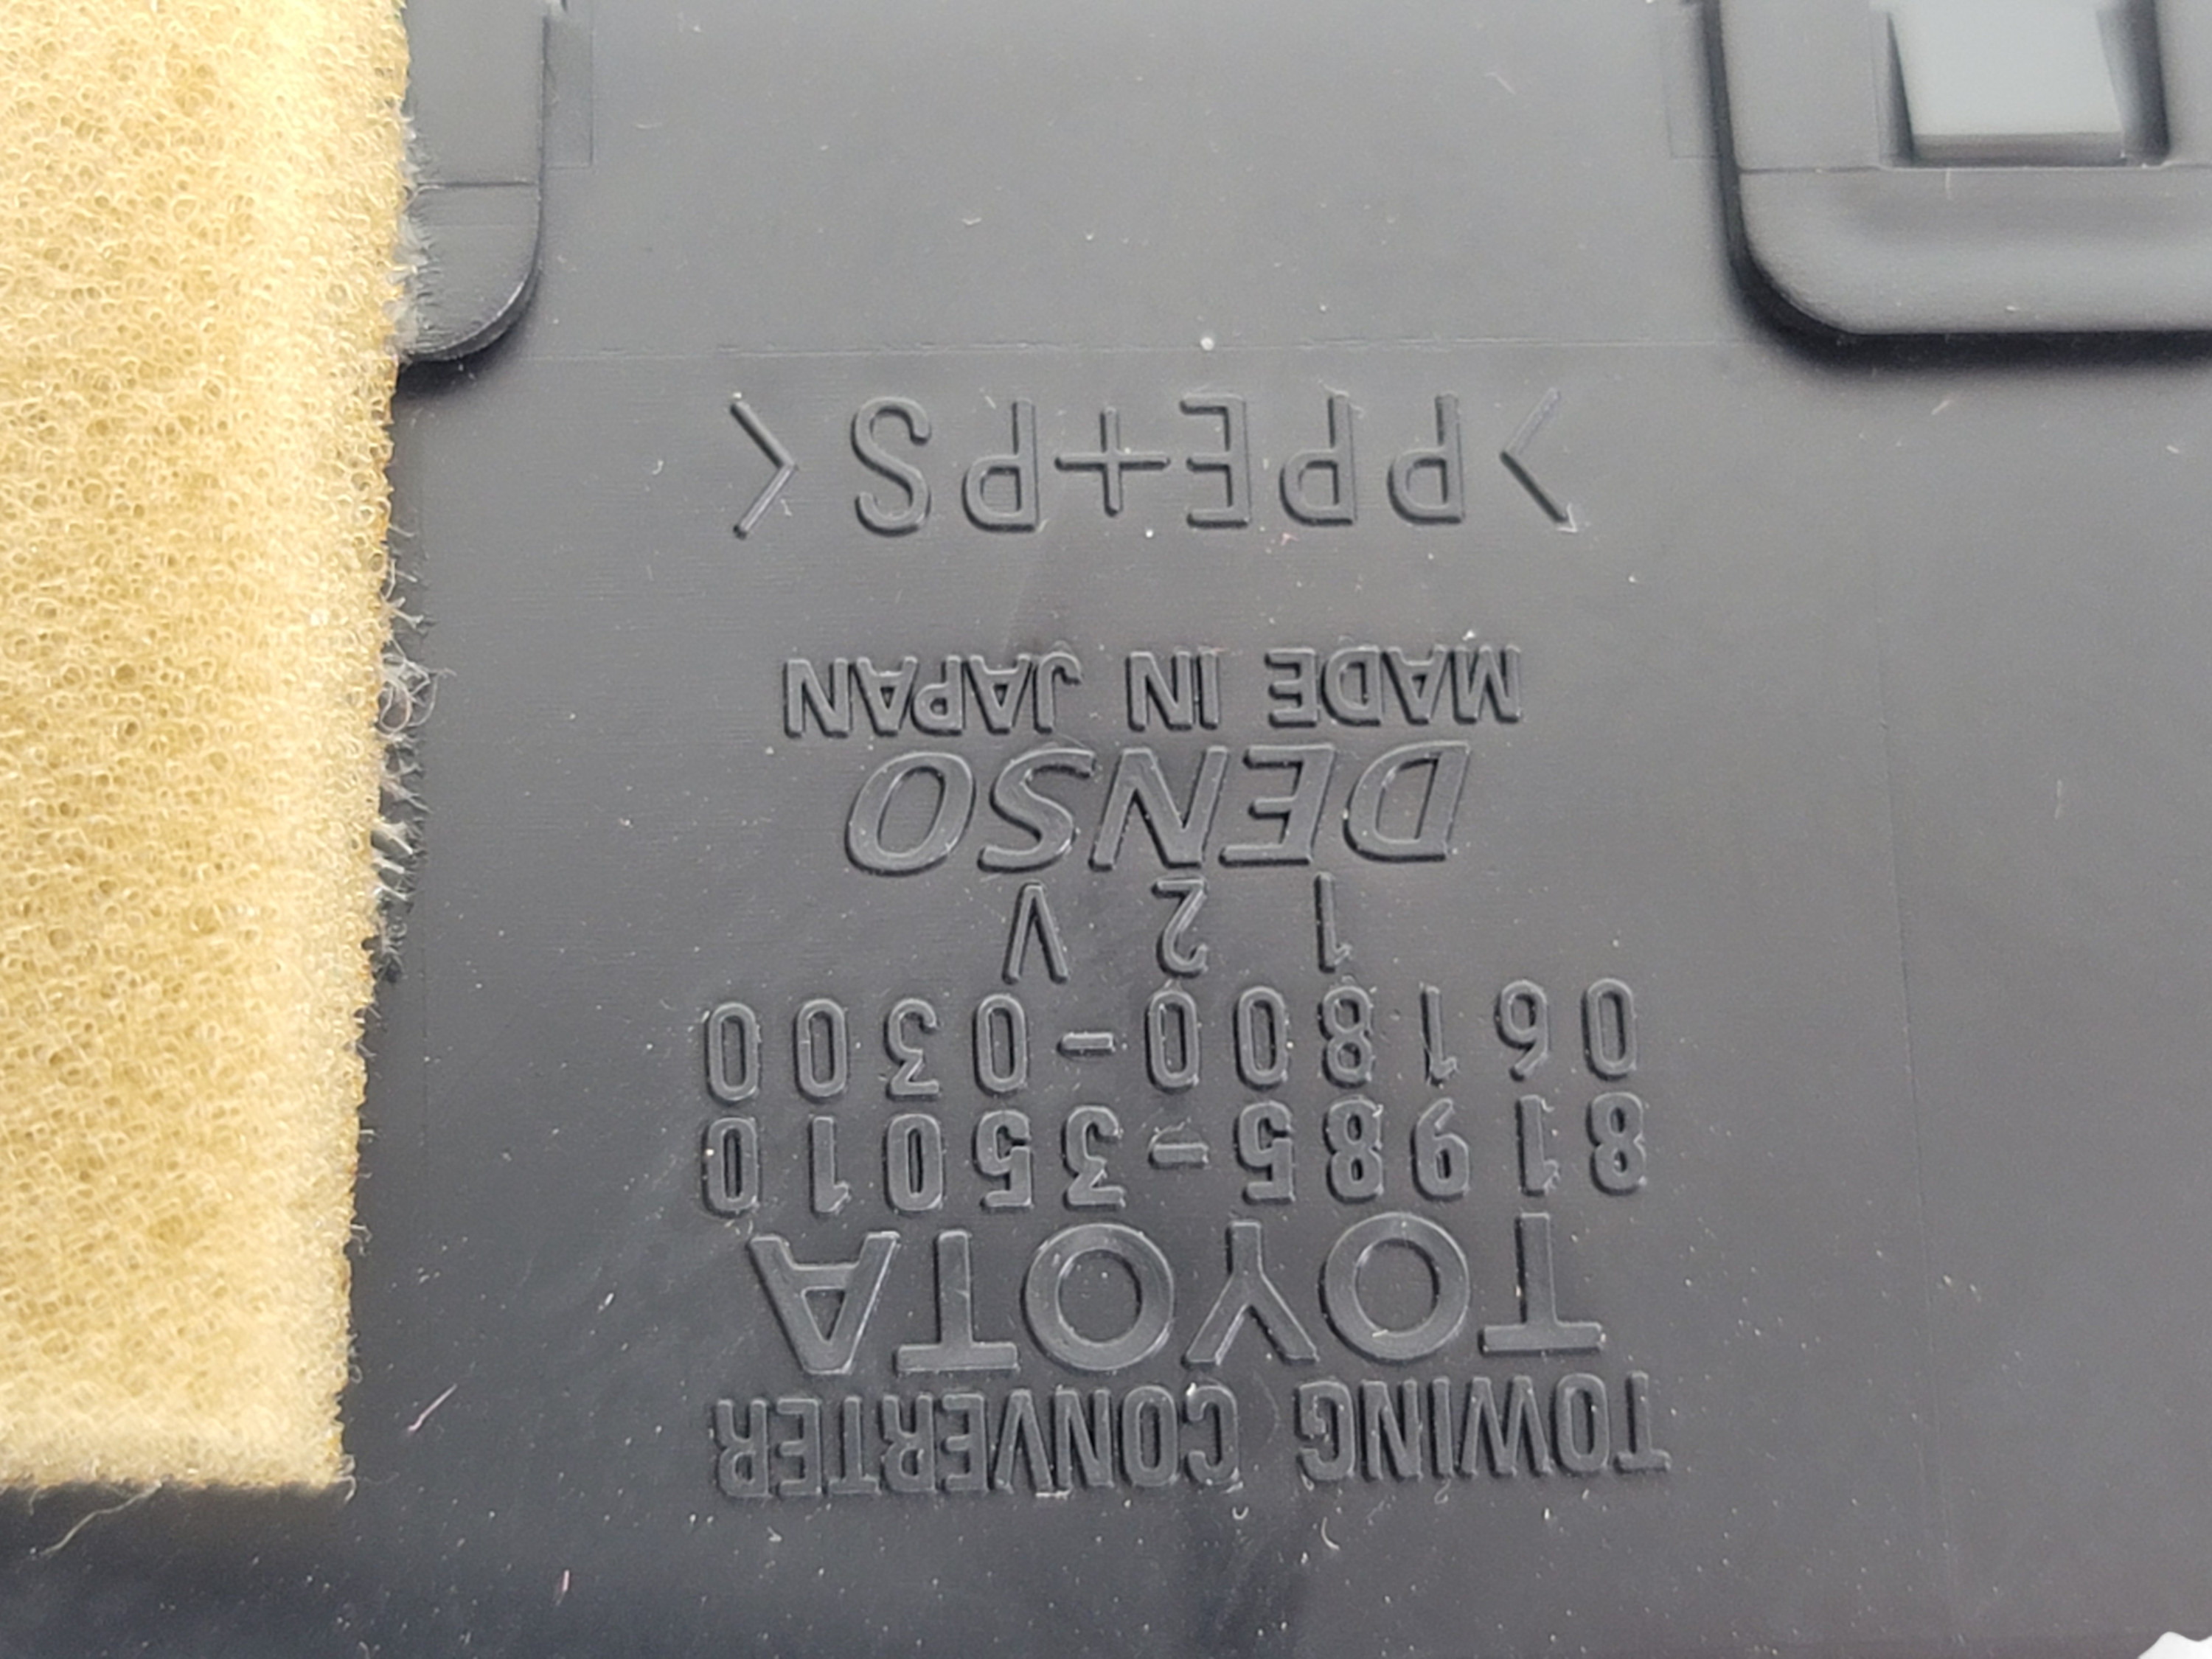 TOWING CONVERTER
TOYOTA
81985-35010
061800-0300
12V
DENSO
MADE IN JAPAN
>PPE+PS<